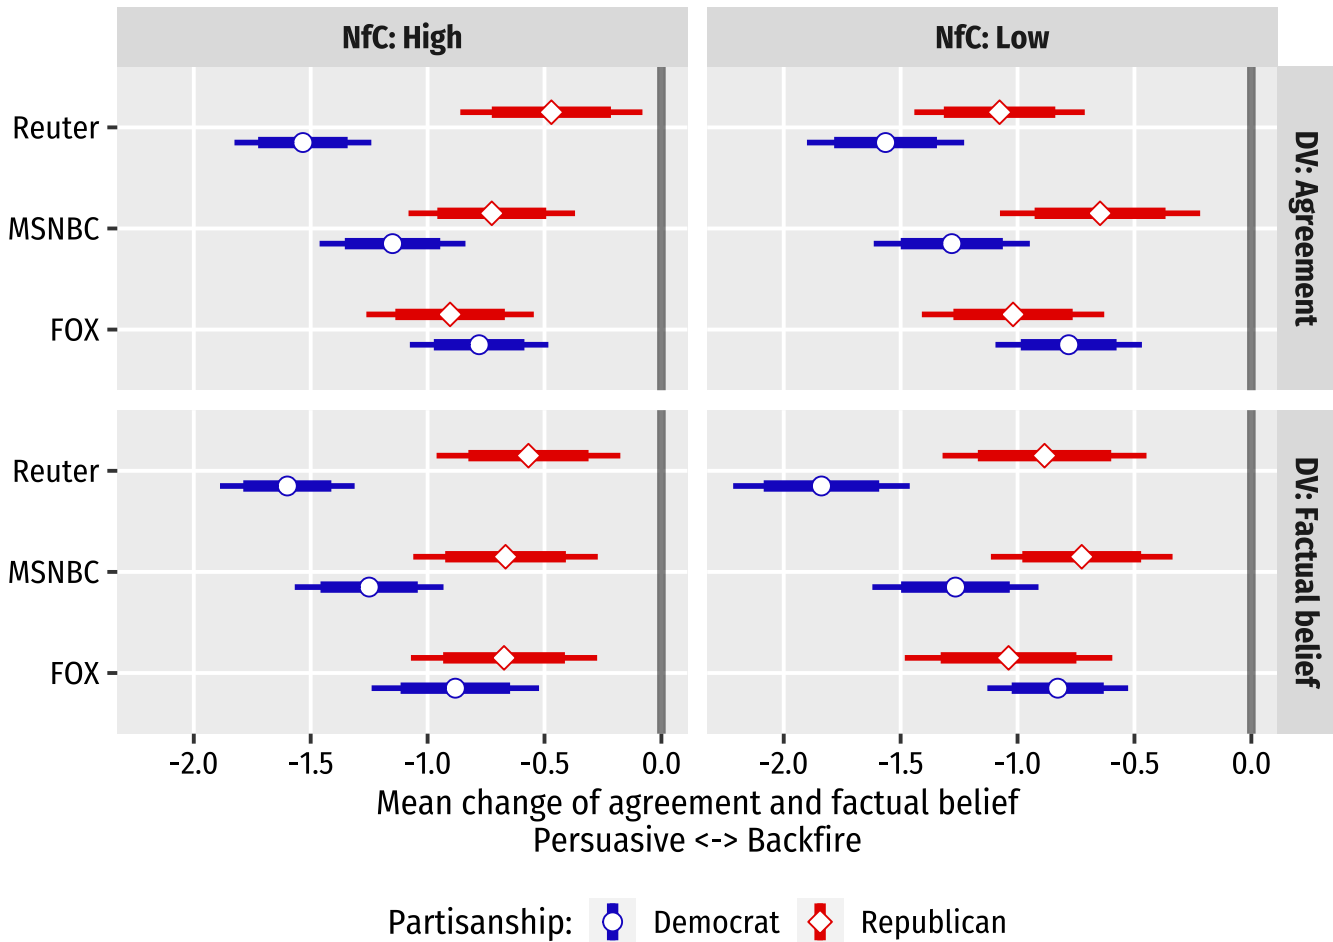 NfC: High
NfC: Low
Reuter
MSNBC
FOX
DV: Agreement
Reuter
MSNBC
FOX
DV: Factual belief
-2.0 -1.5 -1.0 -0.5 0.0
-2.0 -1.5 -1.0 -0.5 0.0
Mean change of agreement and factual belief
Persuasive <-> Backfire
Partisanship: Democrat Republican